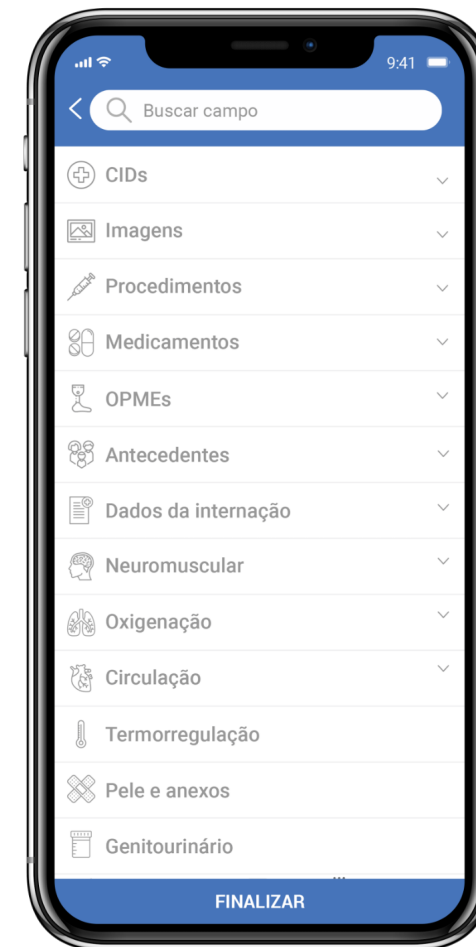 9:41
Buscar campo
CIDs
Imagens
Procedimentos
Medicamentos
OPMEs
Antecedentes
Dados da internação
Neuromuscular
Oxigenação
Circulação
Termorregulação
Pele e anexos
Genitourinário
FINALIZAR